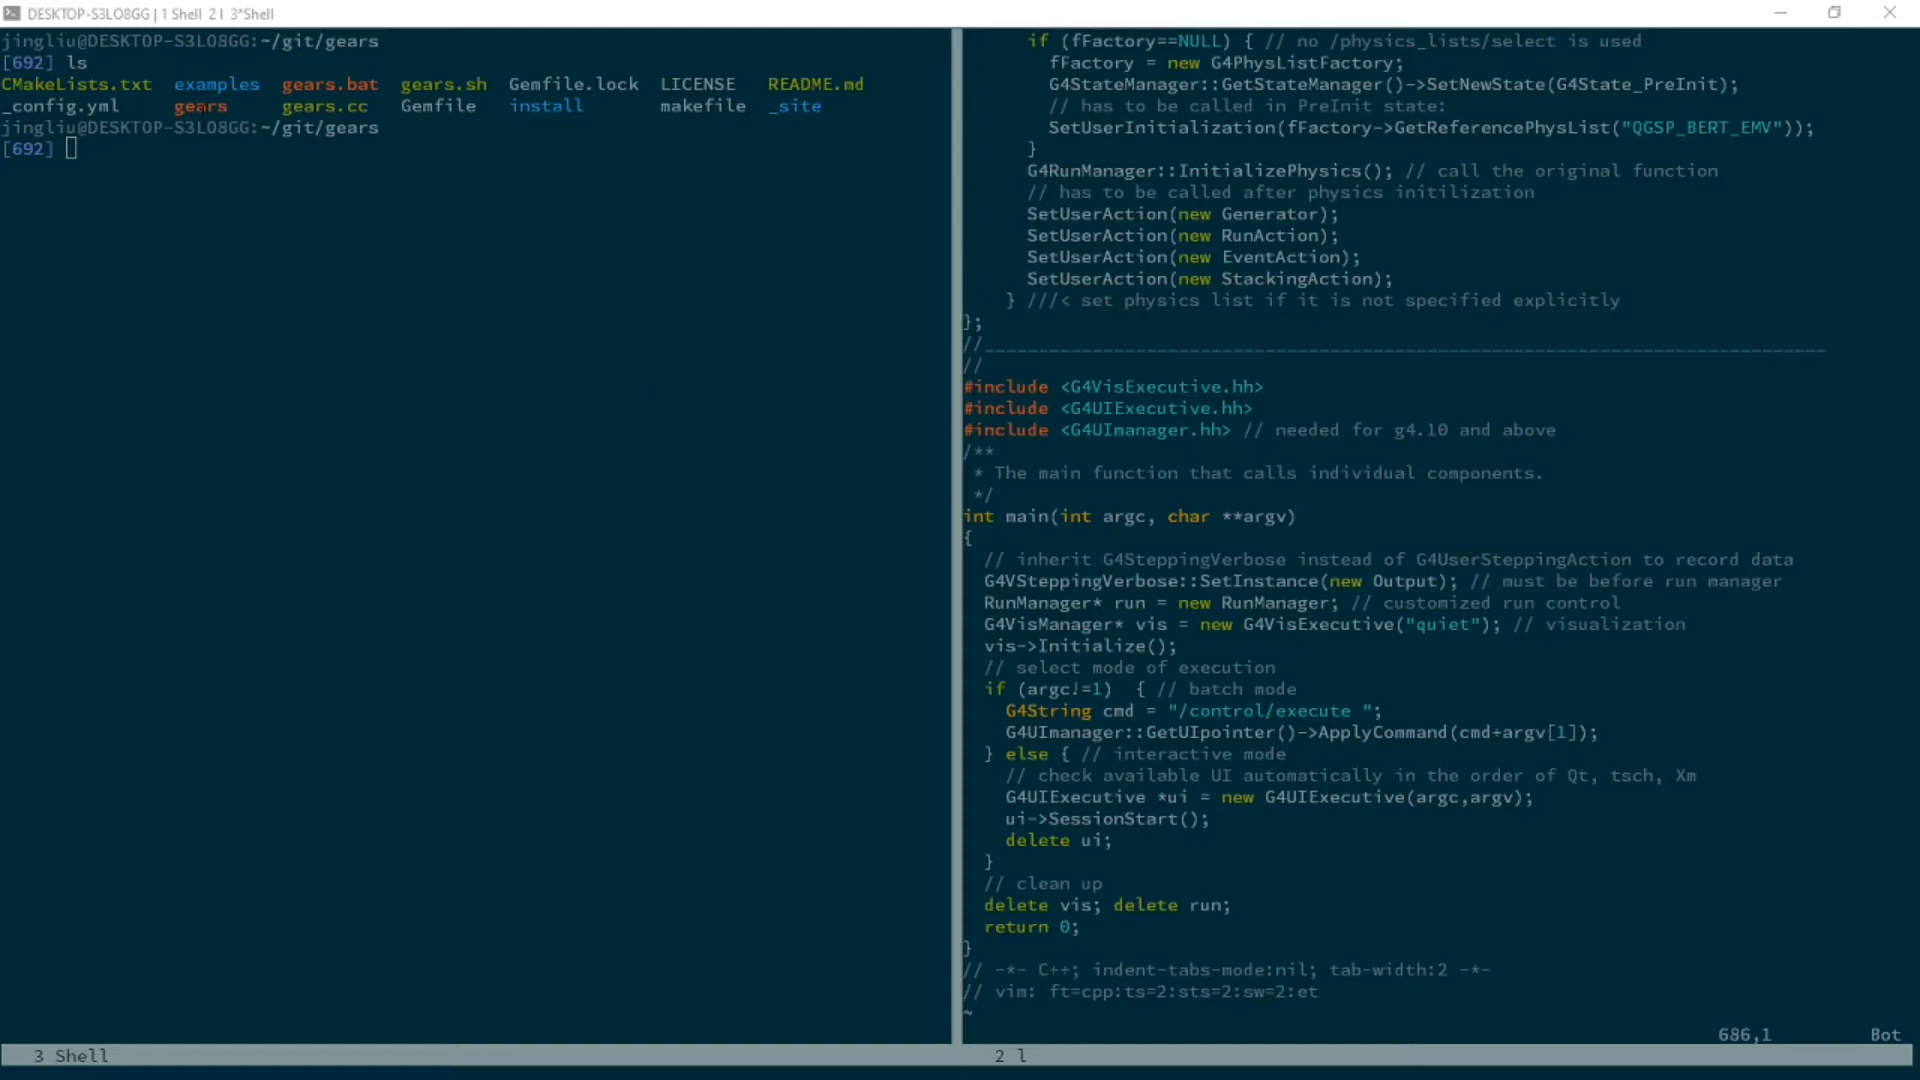 DESKTOP-S3LO8GG | 1 Shell 2 l 3*Shell
jingliu@DESKTOP-S3LO8GG:~/git/gears
[692] ls
CMakeLists.txt examples gears.bat gears.sh Gemfile.lock LICENSE README.md
_config.yml gears gears.cc Gemfile install makefile _site
jingliu@DESKTOP-S3LO8GG:~/git/gears
[692]
3 Shell
if (fFactory==NULL) { // no /physics_lists/select is used
fFactory = new G4PhysListFactory;
G4StateManager::GetStateManager()->SetNewState(G4State_PreInit);
// has to be called in PreInit state:
SetUserInitialization(fFactory->GetReferencePhysList("QGSP_BERT_EMV"));
}
G4RunManager::InitializePhysics(); // call the original function
// has to be called after physics initilization
SetUserAction(new Generator);
SetUserAction(new RunAction);
SetUserAction(new EventAction);
SetUserAction(new StackingAction);
} ///< set physics list if it is not specified explicitly
};
//______________________________________________________________________________
//
#include <G4VisExecutive.hh>
#include <G4UIExecutive.hh>
#include <G4UImanager.hh> // needed for g4.10 and above
/**
* The main function that calls individual components.
*/
int main(int argc, char **argv)
{
// inherit G4SteppingVerbose instead of G4UserSteppingAction to record data
G4VSteppingVerbose::SetInstance(new Output); // must be before run manager
RunManager* run = new RunManager; // customized run control
G4VisManager* vis = new G4VisExecutive("quiet"); // visualization
vis->Initialize();
// select mode of execution
if (argc!=1) { // batch mode
G4String cmd = "/control/execute ";
G4UImanager::GetUIpointer()->ApplyCommand(cmd+argv[1]);
} else { // interactive mode
// check available UI automatically in the order of Qt, tsch, Xm
G4UIExecutive *ui = new G4UIExecutive(argc,argv);
ui->SessionStart();
delete ui;
}
// clean up
delete vis; delete run;
return 0;
}
// -*- C++; indent-tabs-mode:nil; tab-width:2 -*-
// vim: ft=cpp:ts=2:sts=2:sw=2:et
~
686,1 Bot
2 l